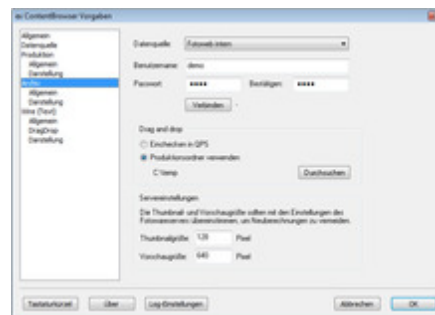 ContentBrowser Vorgaben
Allgemein
Datenquelle
Produktion
Allgemein
Darstellung
Archiv
Allgemein
Darstellung
Wire (Text)
Allgemein
DragDrop
Darstellung
Datenquelle: Fotoweb intern
Benutzername: demo
Passwort: **** Bestätigen: ****
Verbinden -
Drag and drop
Einchecken in QPS
Produktionsordner verwenden
C:\temp Durchsuchen
Servereinstellungen
Die Thumbnail- und Vorschaugröße sollten mit den Einstellungen des
Fotowebservers übereinstimmen, um Neuberechnungen zu vermeiden.
Thumbnailgröße: 128 Pixel
Vorschaugröße: 640 Pixel
Tastaturkürzel Über Log-Einstellungen Abbrechen OK